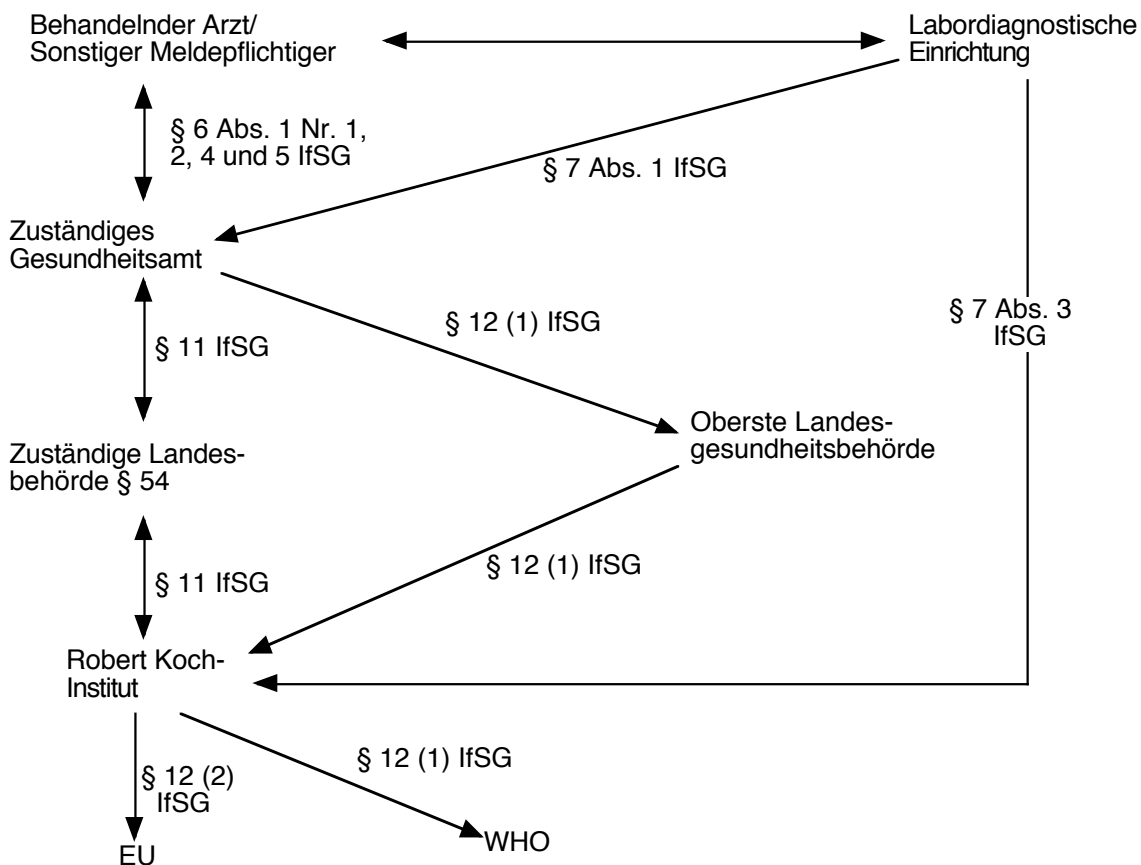 Behandelnder Arzt/
Sonstiger Meldepflichtiger
Labordiagnostische
Einrichtung
§ 6 Abs. 1 Nr. 1,
2, 4 und 5 IfSG
§ 7 Abs. 1 IfSG
Zuständiges
Gesundheitsamt
§ 12 (1) IfSG
§ 7 Abs. 3
IfSG
§ 11 IfSG
Oberste Landes-
gesundheitsbehörde
Zuständige Landes-
behörde § 54
§ 12 (1) IfSG
§ 11 IfSG
Robert Koch-
Institut
§ 12 (1) IfSG
§ 12 (2)
IfSG
WHO
EU